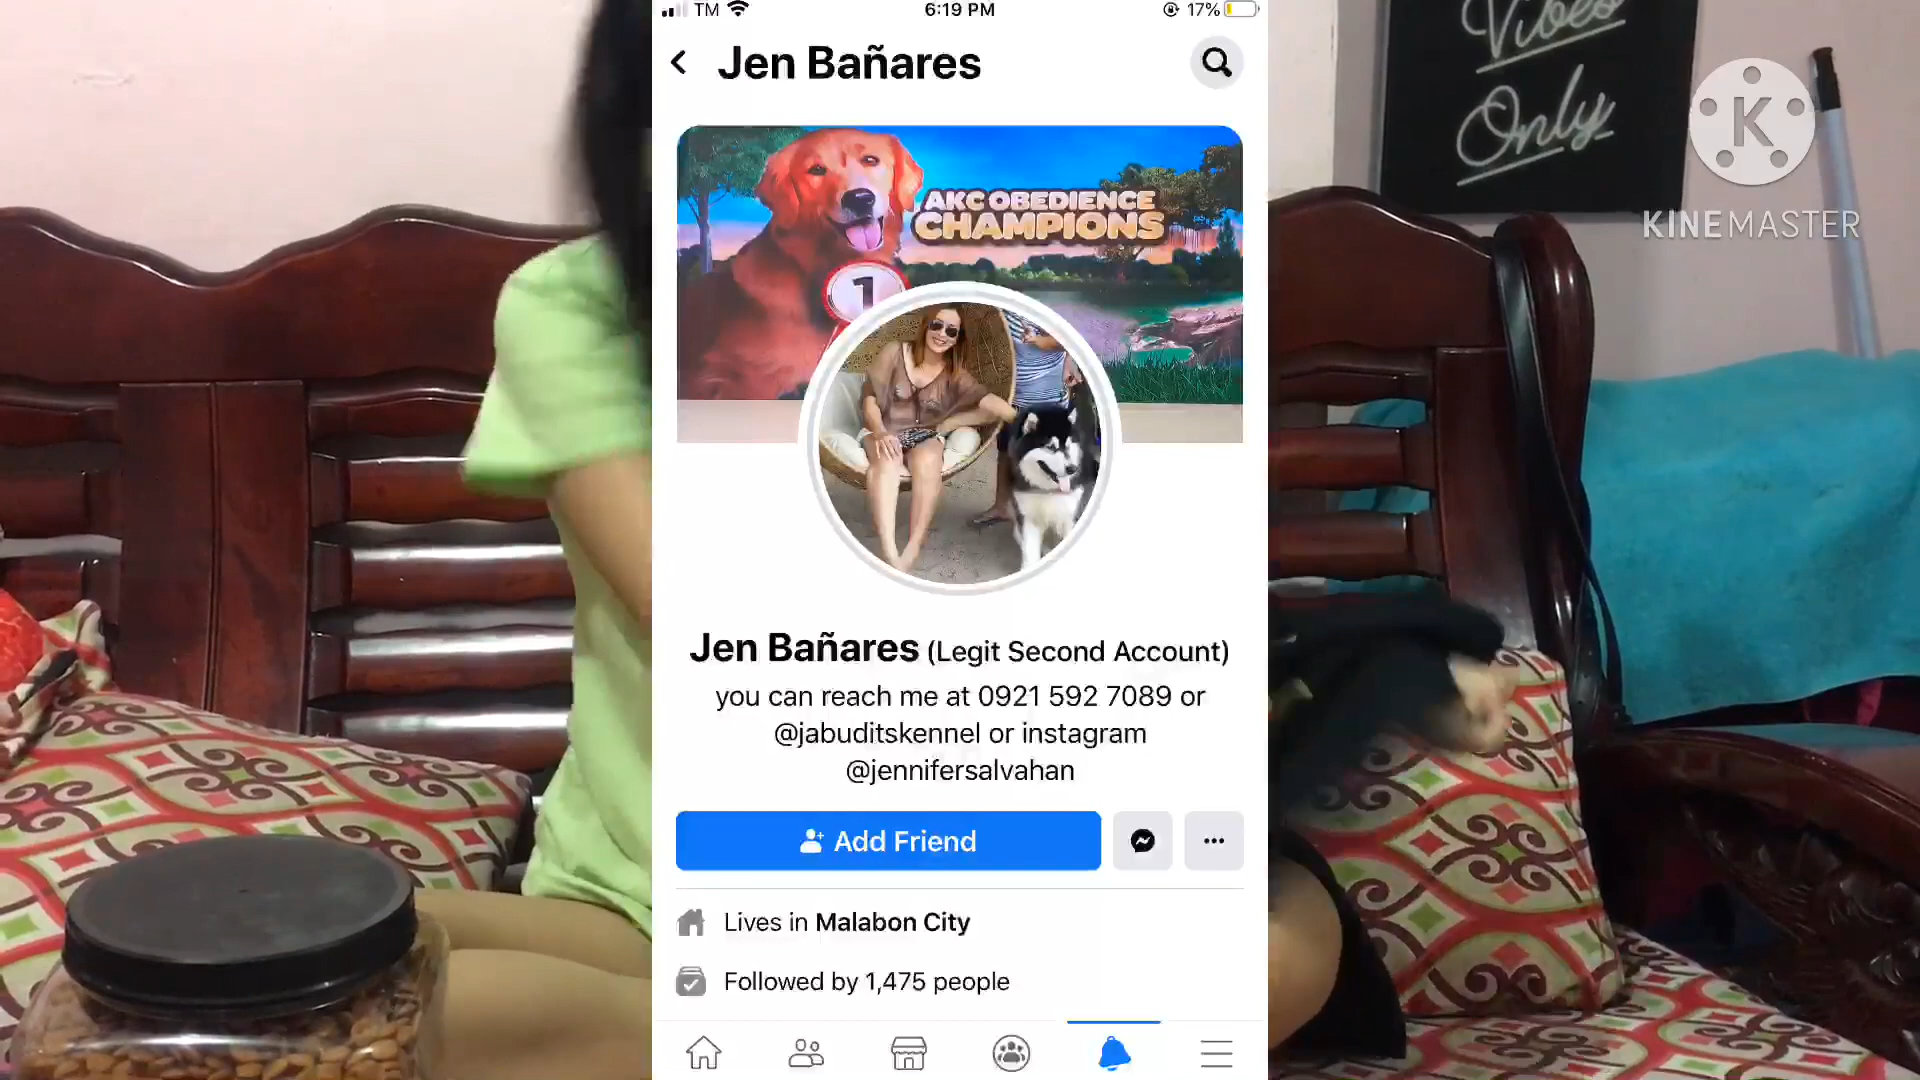 TM
6:19 PM
17%
Jen Bañares
AKC OBEDIENCE
CHAMPIONS
1
Jen Bañares (Legit Second Account)
you can reach me at 0921 592 7089 or
@jabuditskennel or instagram
@jennifersalvahan
Add Friend
Lives in Malabon City
Followed by 1,475 people
Vibes
Only
K
KINEMASTER